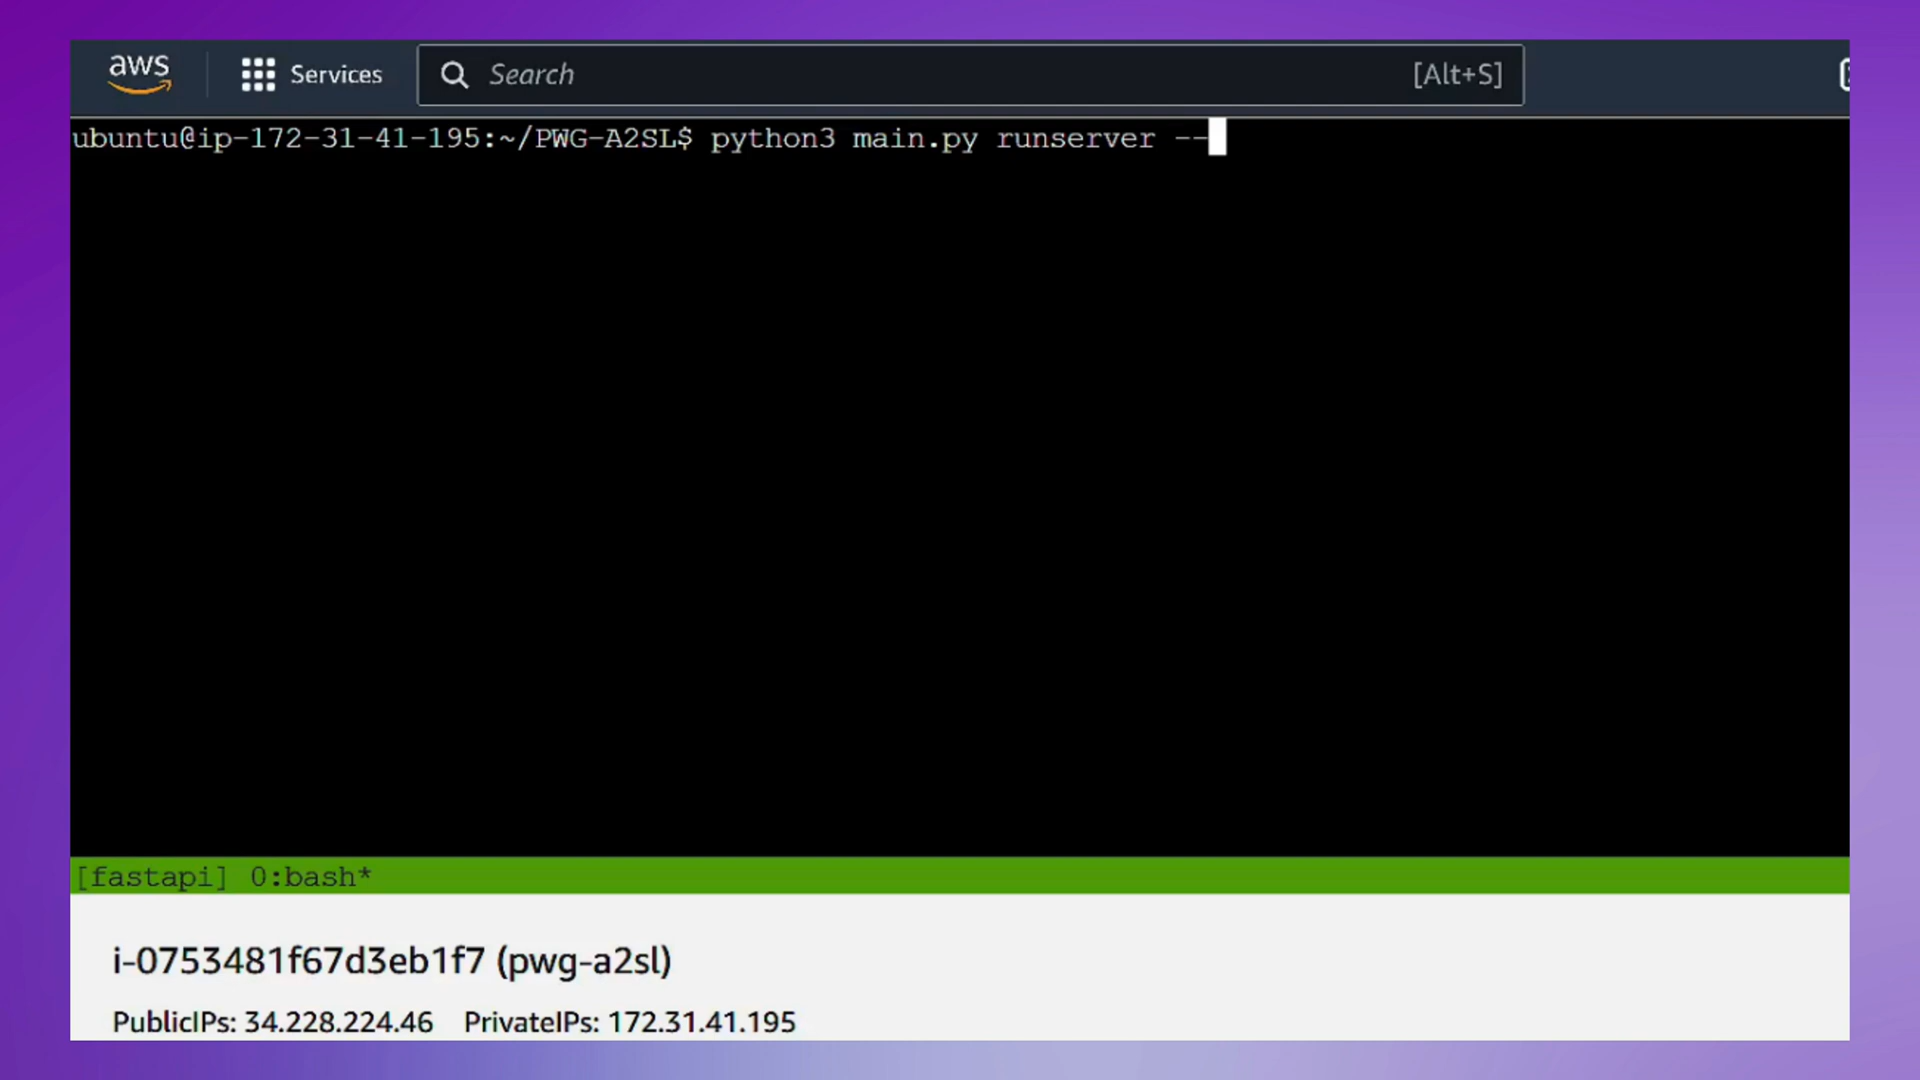 aws Services Search [Alt+S]
ubuntu@ip-172-31-41-195:~/PWG-A2SL$ python3 main.py runserver --
[fastapi] 0:bash*
i-0753481f67d3eb1f7 (pwg-a2sl)
PublicIPs: 34.228.224.46 PrivateIPs: 172.31.41.195